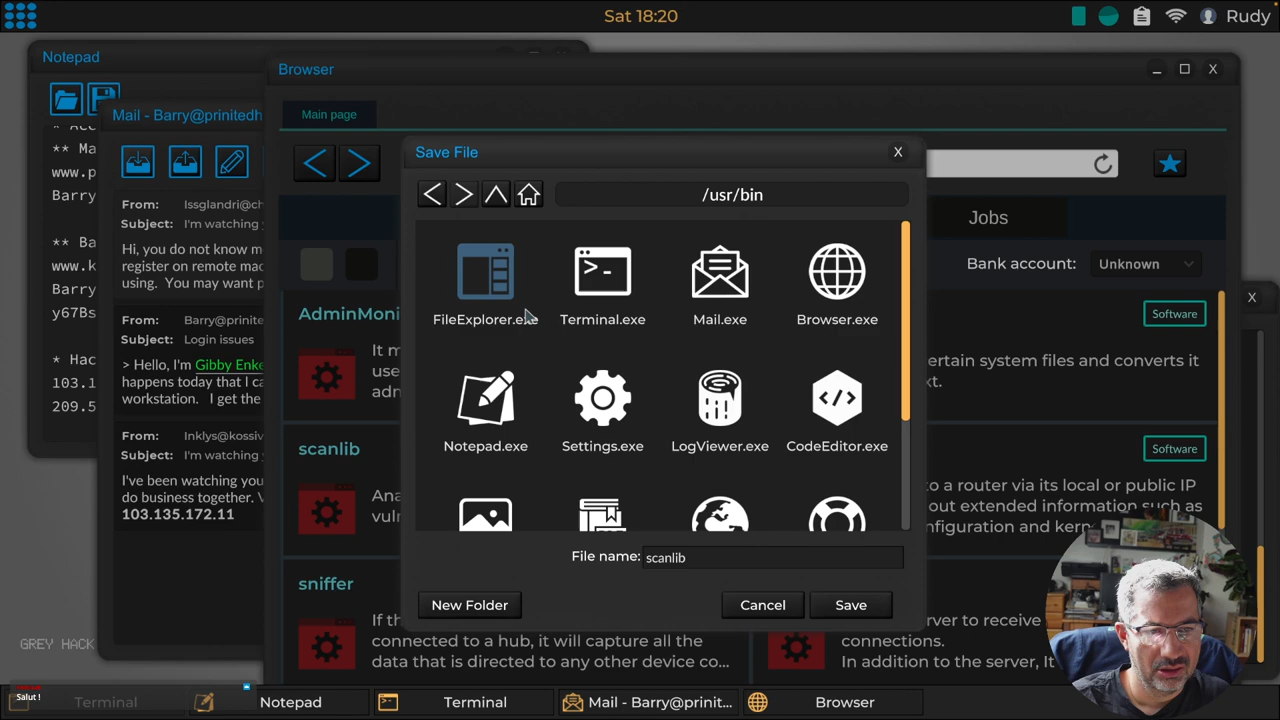 Sat 18:20
Rudy
Notepad
** Ma
www.p
Barry
** Ba
www.k
Barry
y67Bs
* Hac
103.1
209.5
Mail - Barry@prinitedh
From: Issglandri@ch
Subject: I'm watching y
Hi, you do not know m
register on remote mac
using. You may want p
From: Barry@prinite
Subject: Login issues
> Hello, I'm Gibby Enke
happens today that I ca
workstation. I get the
From: Inklys@kossiv
Subject: I'm watching y
I've been watching you
do business together. V
103.135.172.11
Browser
X
Main page
Jobs
Bank account: Unknown
AdminMoni
It m
use
adm
Software
ertain system files and converts it
xt.
scanlib
Ana
vuln
Software
to a router via its local or public IP
out extended information such as
nfiguration and kern
sniffer
If th
connected to a hub, it will capture all the
data that is directed to any other device co...
erver to receive
connections.
In addition to the server, It
Save File
X
/usr/bin
FileExplorer.exe
Terminal.exe
Mail.exe
Browser.exe
Notepad.exe
Settings.exe
LogViewer.exe
CodeEditor.exe
File name: scanlib
New Folder
Cancel
Save
X
GREY HACK
Salut !
Terminal
Notepad
Terminal
Mail - Barry@prinit...
Browser